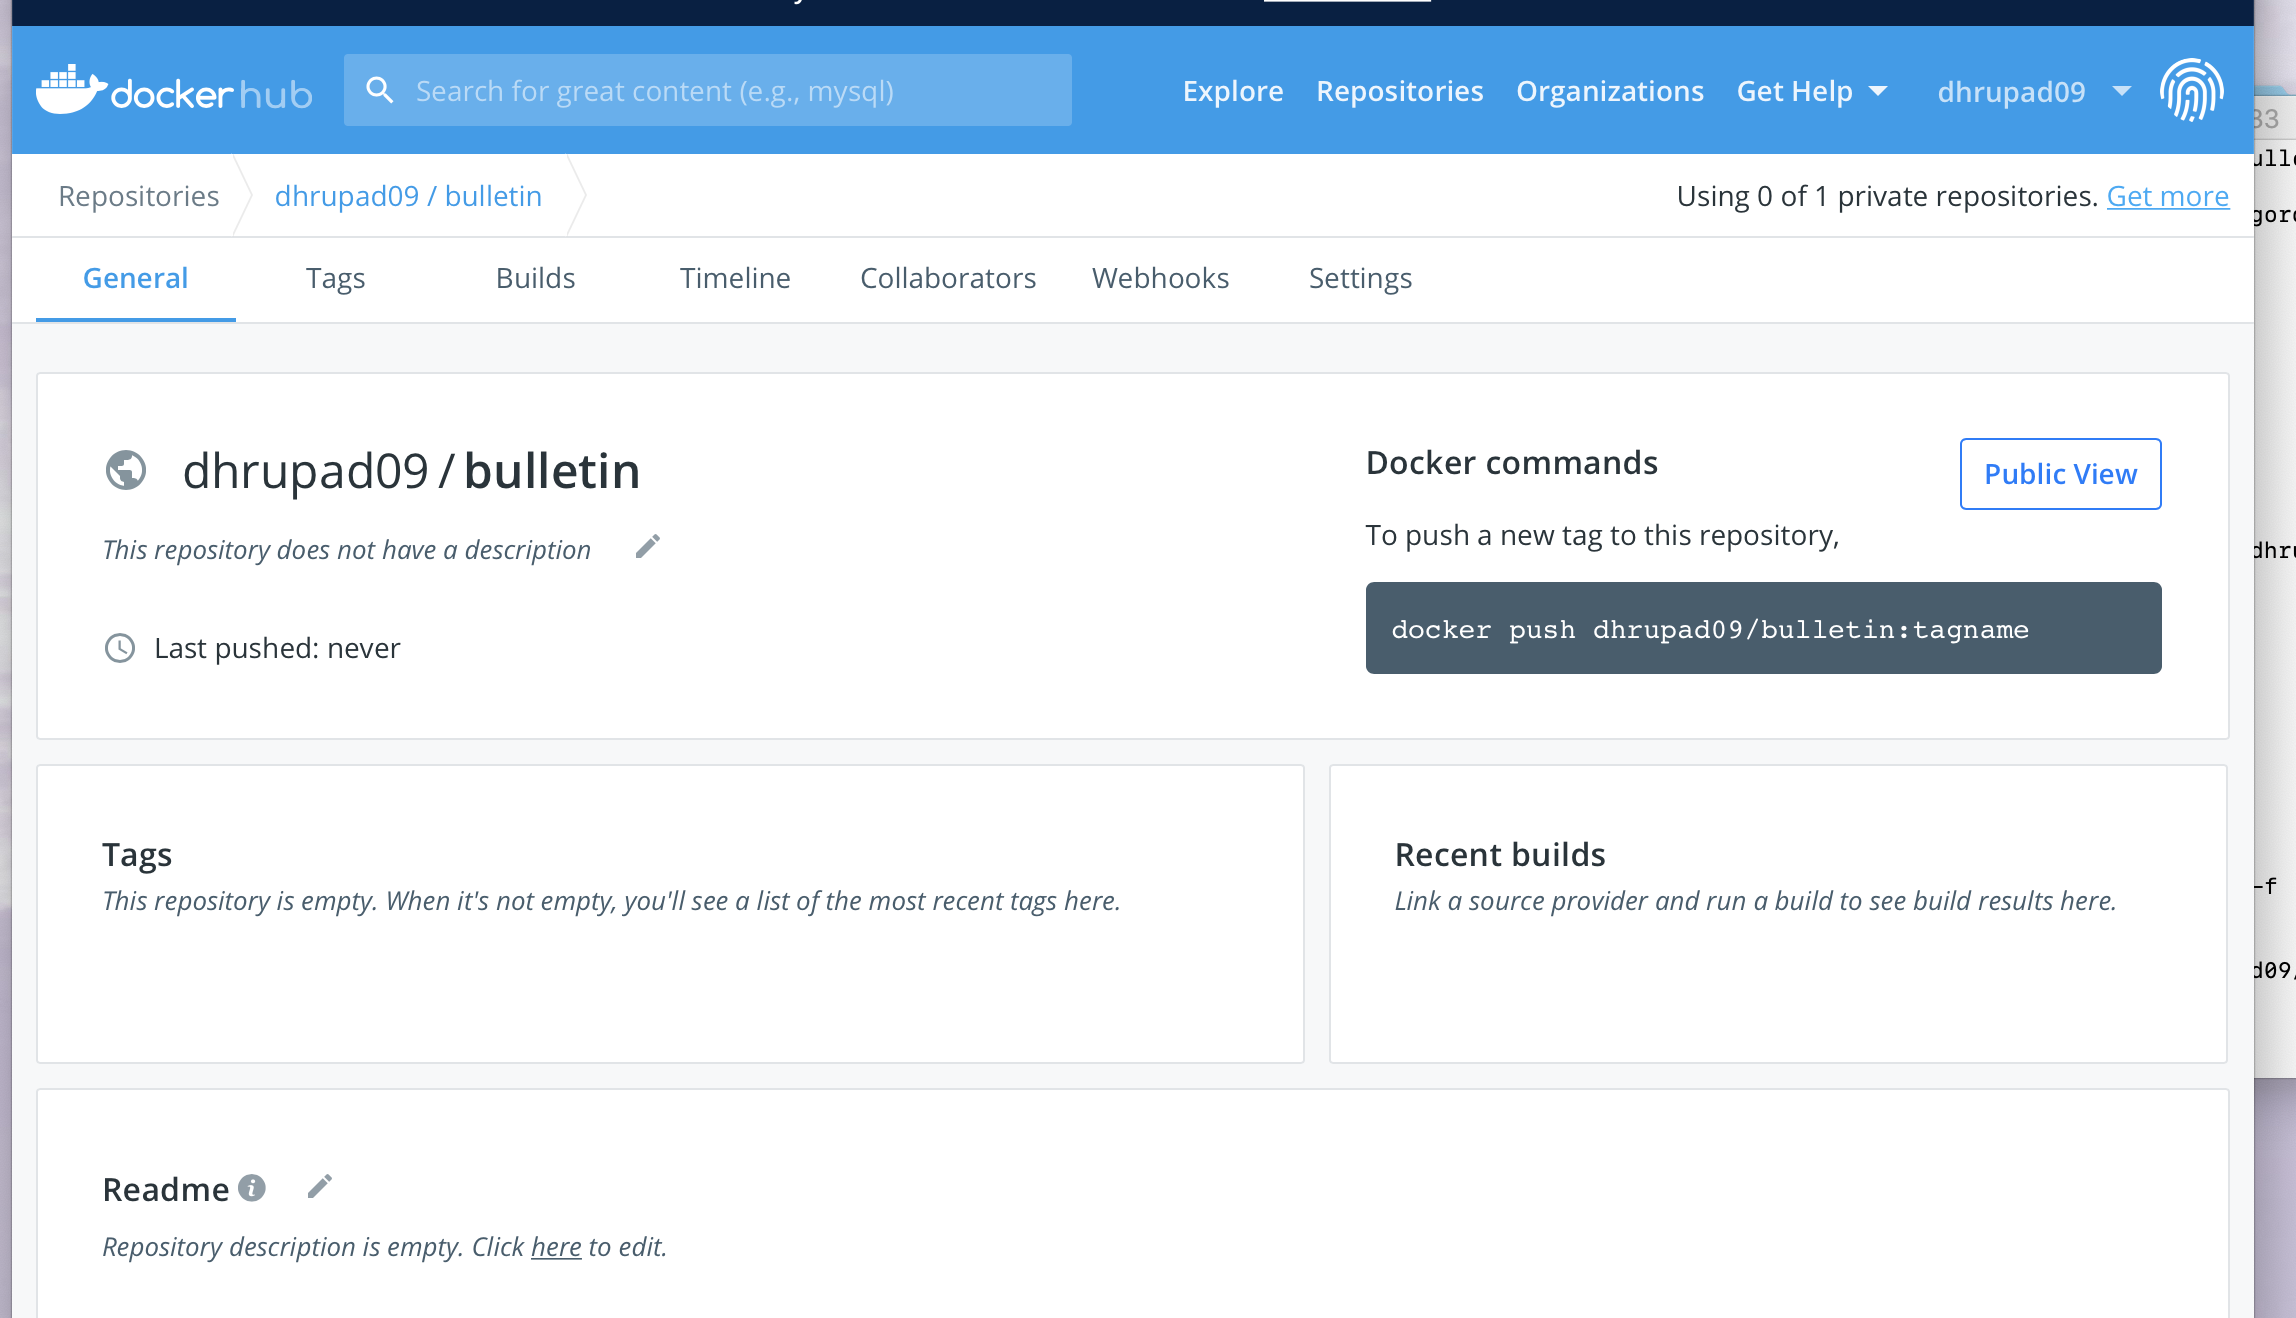 docker hub
Search for great content (e.g., mysql)
Explore
Repositories
Organizations
Get Help
dhrupad09
Repositories
dhrupad09 / bulletin
Using 0 of 1 private repositories. Get more
General
Tags
Builds
Timeline
Collaborators
Webhooks
Settings
dhrupad09 / bulletin
This repository does not have a description
Last pushed: never
Docker commands
Public View
To push a new tag to this repository,
docker push dhrupad09/bulletin:tagname
Tags
This repository is empty. When it's not empty, you'll see a list of the most recent tags here.
Recent builds
Link a source provider and run a build to see build results here.
Readme
Repository description is empty. Click here to edit.
33
-f
d09/